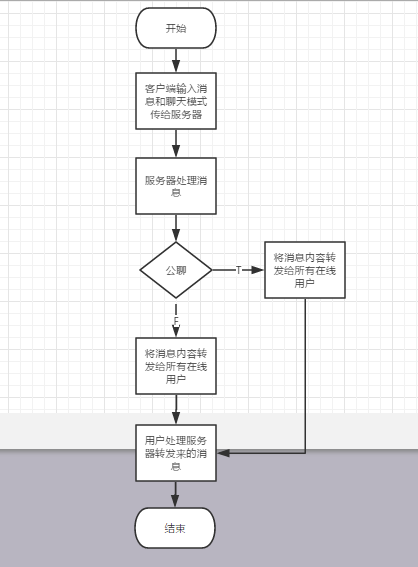 开始
客户端输入消
息和聊天模式
传给服务器
服务器处理消
息
公聊
T
将消息内容转
发给所有在线
用户
F
将消息内容转
发给所有在线
用户
用户处理服务
器转发来的消
息
结束